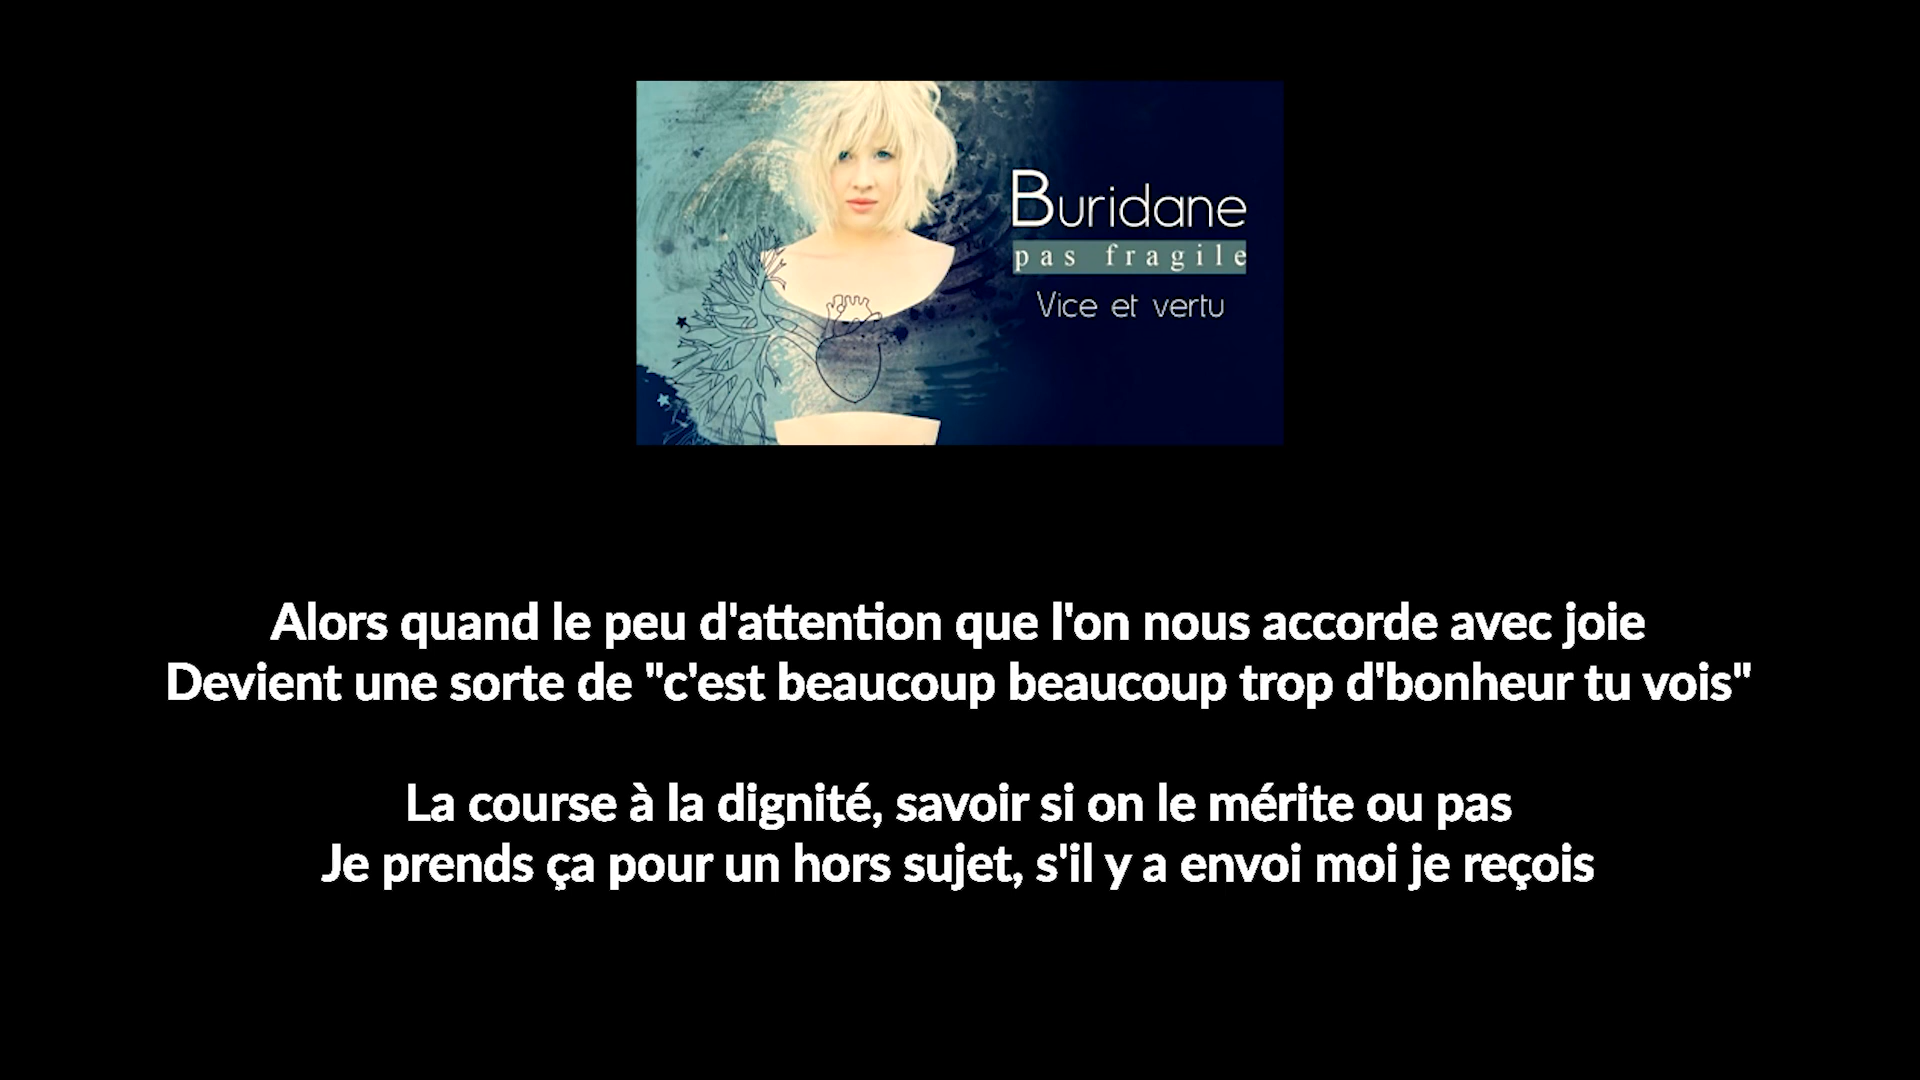 Buridane
pas fragile
Vice et vertu
Alors quand le peu d'attention que l'on nous accorde avec joie
Devient une sorte de "c'est beaucoup beaucoup trop d'bonheur tu vois"
La course à la dignité, savoir si on le mérite ou pas
Je prends ça pour un hors sujet, s'il y a envoi moi je reçois